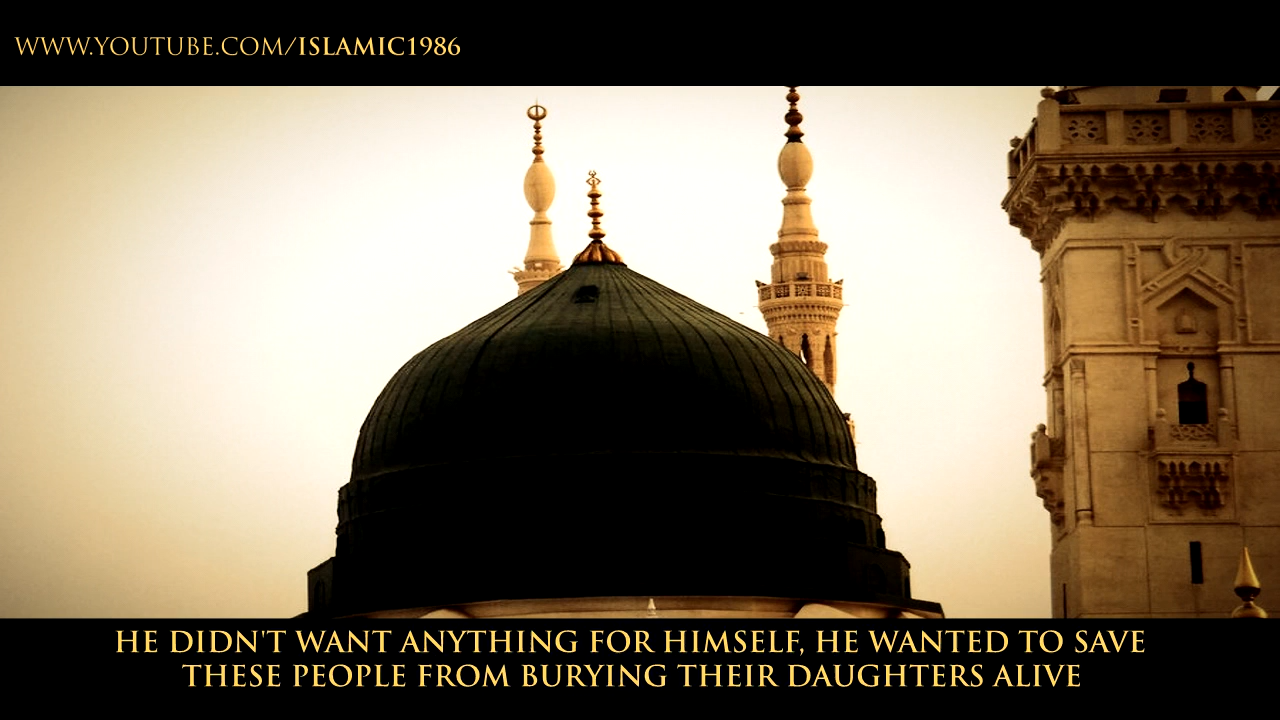 WWW.YOUTUBE.COM/ISLAMIC1986
HE DIDN'T WANT ANYTHING FOR HIMSELF, HE WANTED TO SAVE
THESE PEOPLE FROM BURYING THEIR DAUGHTERS ALIVE